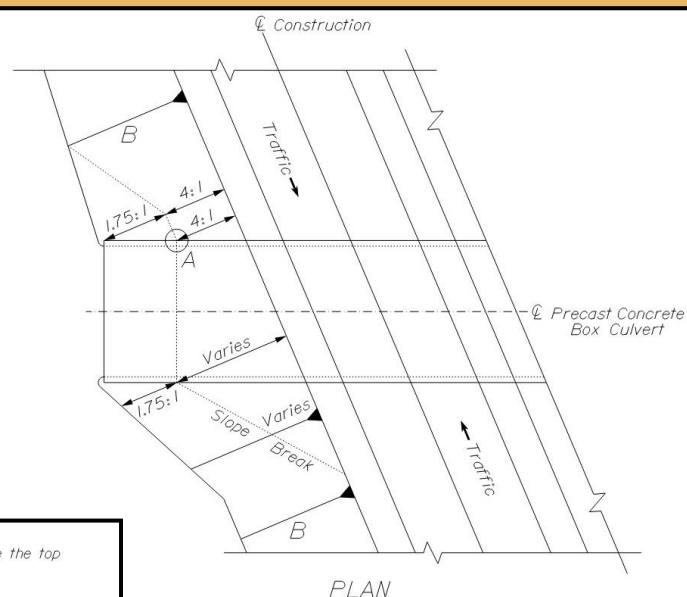 ℄ Construction
B
Traffic
4:1
1.75:1
4:1
A
℄ Precast Concrete
Box Culvert
Varies
1.75:1
Varies
Slope
Break
Traffic
B
e the top
PLAN